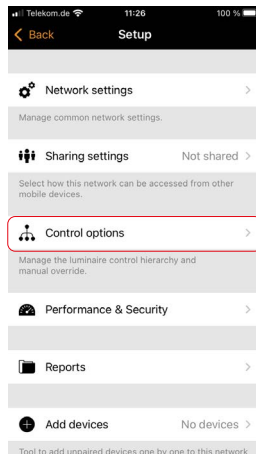 Telekom.de 11:26 100 %
Back Setup
Network settings
Manage common network settings.
Sharing settings Not shared
Select how this network can be accessed from other
mobile devices.
Control options
Manage the luminaire control hierarchy and
manual override.
Performance & Security
Reports
Add devices No devices
Tool to add unpaired devices one by one to this network